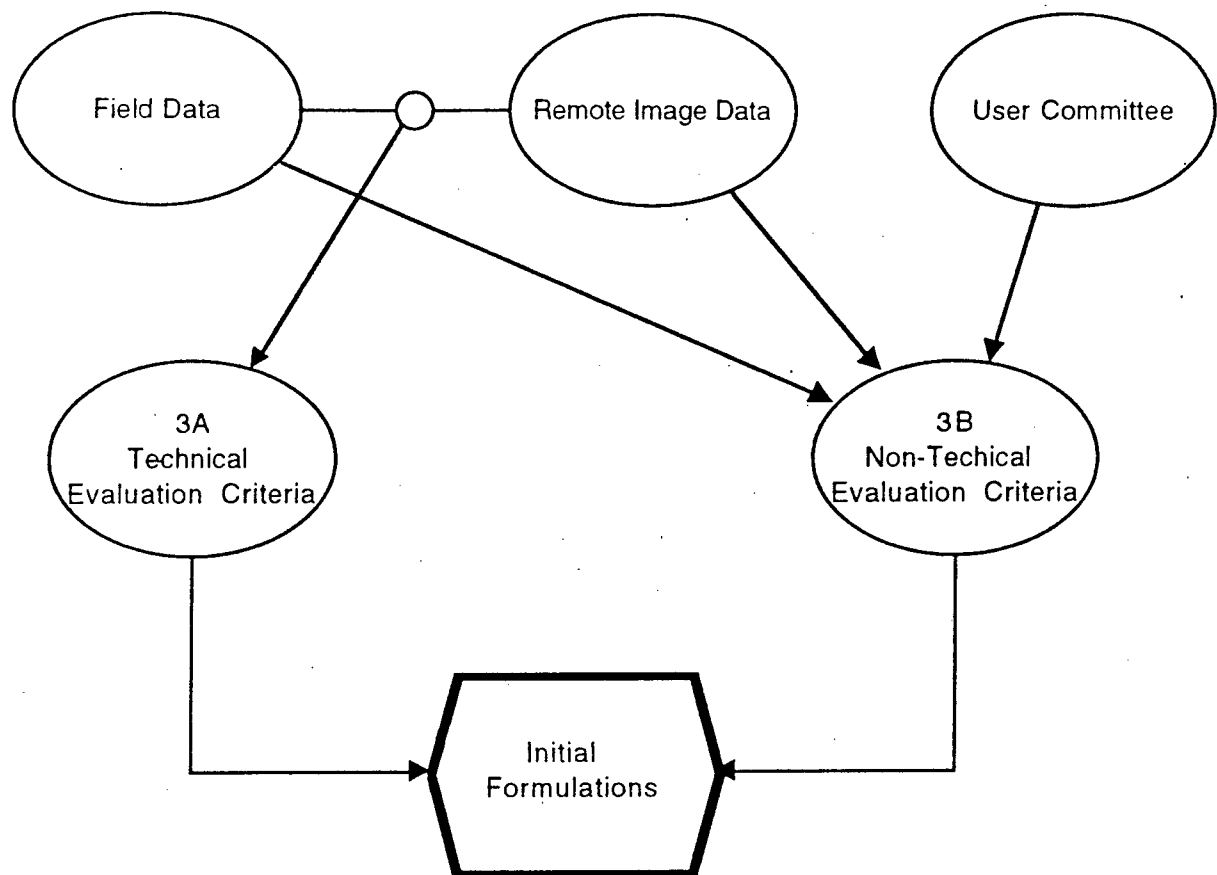 Field Data
Remote Image Data
User Committee
3A
Technical
Evaluation Criteria
3B
Non-Techical
Evaluation Criteria
Initial
Formulations